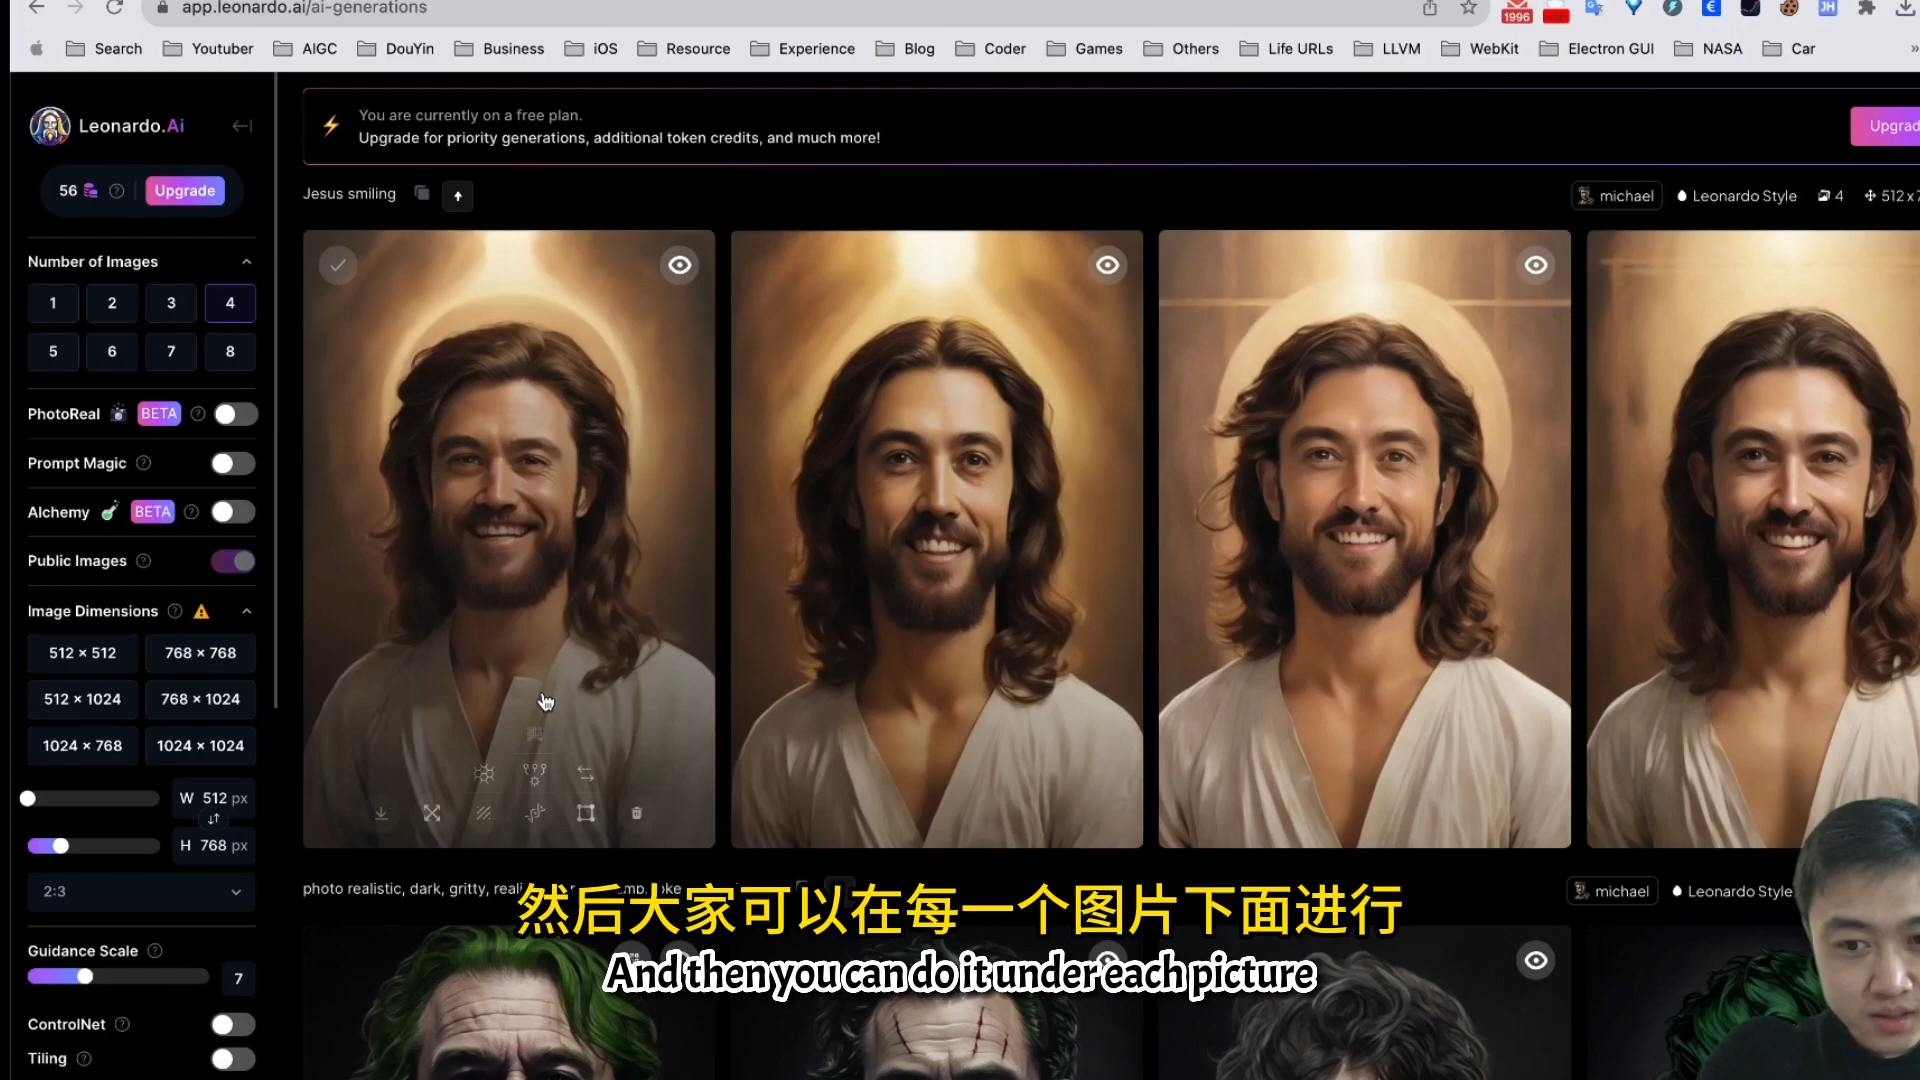 app.leonardo.ai/ai-generations
1996
JH
Search
Youtuber
AIGC
DouYin
Business
iOS
Resource
Experience
Blog
Coder
Games
Others
Life URLs
LLVM
WebKit
Electron GUI
NASA
Car
»
Leonardo.Ai
You are currently on a free plan.
Upgrade for priority generations, additional token credits, and much more!
Upgrad
56
Upgrade
Jesus smiling
michael
Leonardo Style
4
512 x 7
Number of Images
1 2 3 4
5 6 7 8
PhotoReal BETA
Prompt Magic
Alchemy BETA
Public Images
Image Dimensions
512 × 512
768 × 768
512 × 1024
768 × 1024
1024 × 768
1024 × 1024
W 512 px
H 768 px
2:3
Guidance Scale
7
ControlNet
Tiling
photo realistic, dark, gritty,
michael
Leonardo Style
然后大家可以在每一个图片下面进行
And then you can do it under each picture